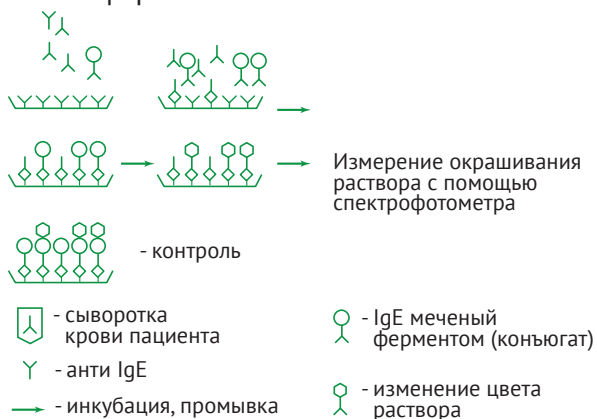 Измерение окрашивания
раствора с помощью
спектрофотометра
- контроль
- сыворотка
крови пациента
- анти IgE
- инкубация, промывка
- IgE меченый
ферментом (конъюгат)
- изменение цвета
раствора